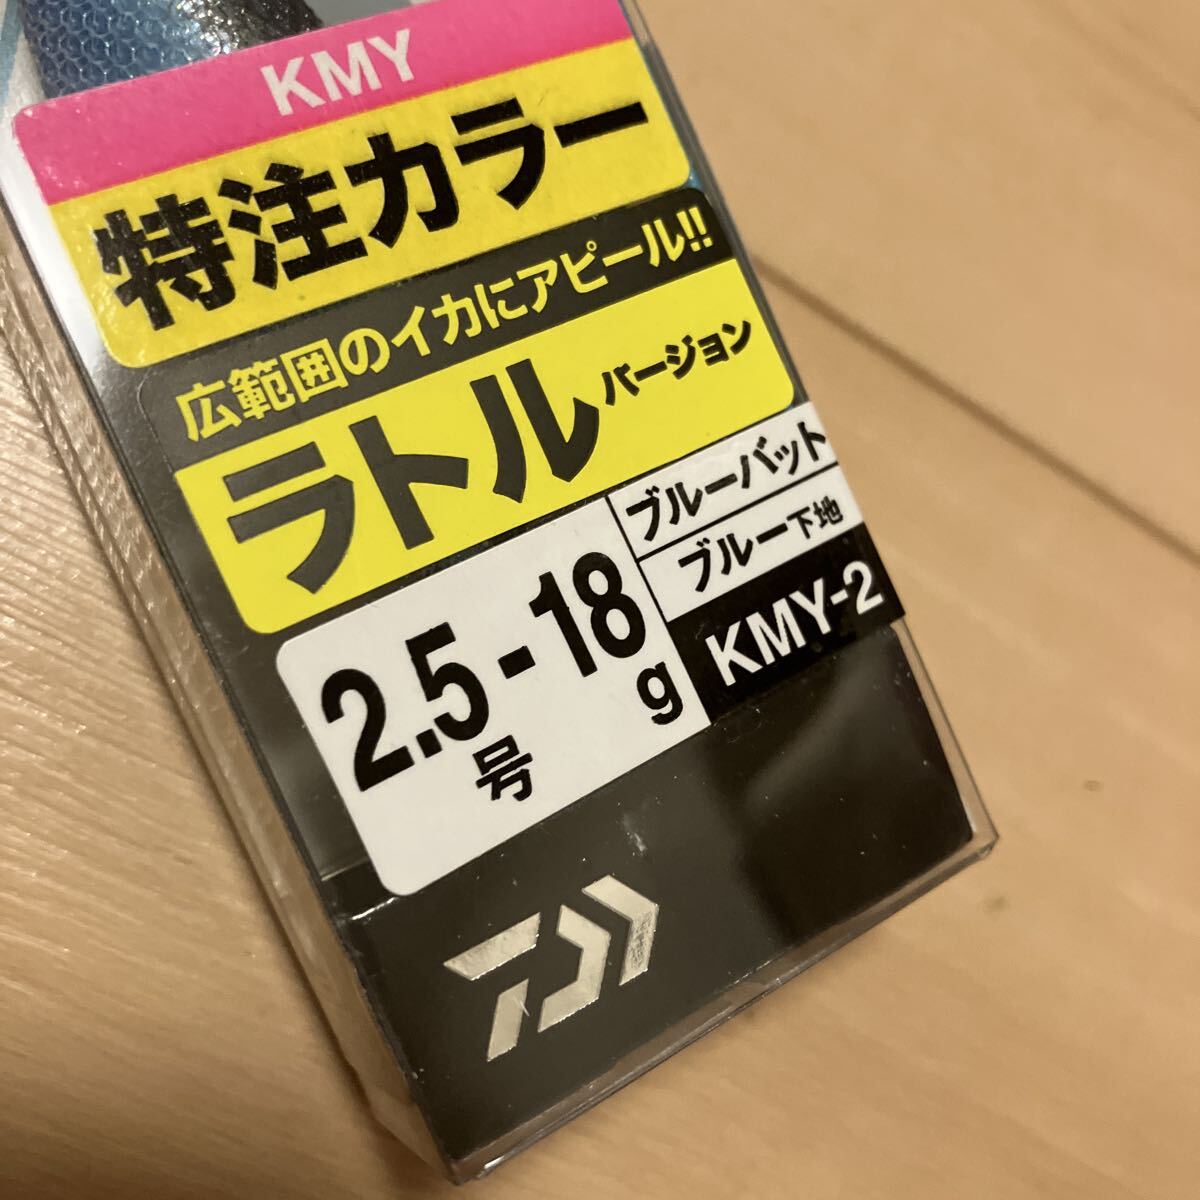 KMY
特注カラー
広範囲のイカにアピール!!
ラトルバージョン
2.5号-18g
ブルーバット
ブルー下地
KMY-2